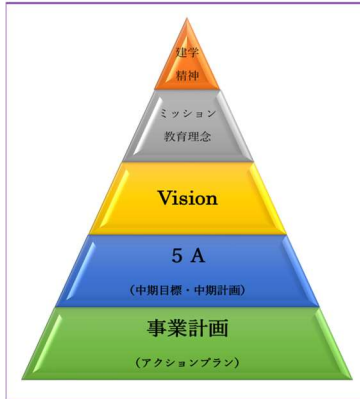 建学
精神
ミッション
教育理念
Vision
5 A
(中期目標・中期計画)
事業計画
(アクションプラン)